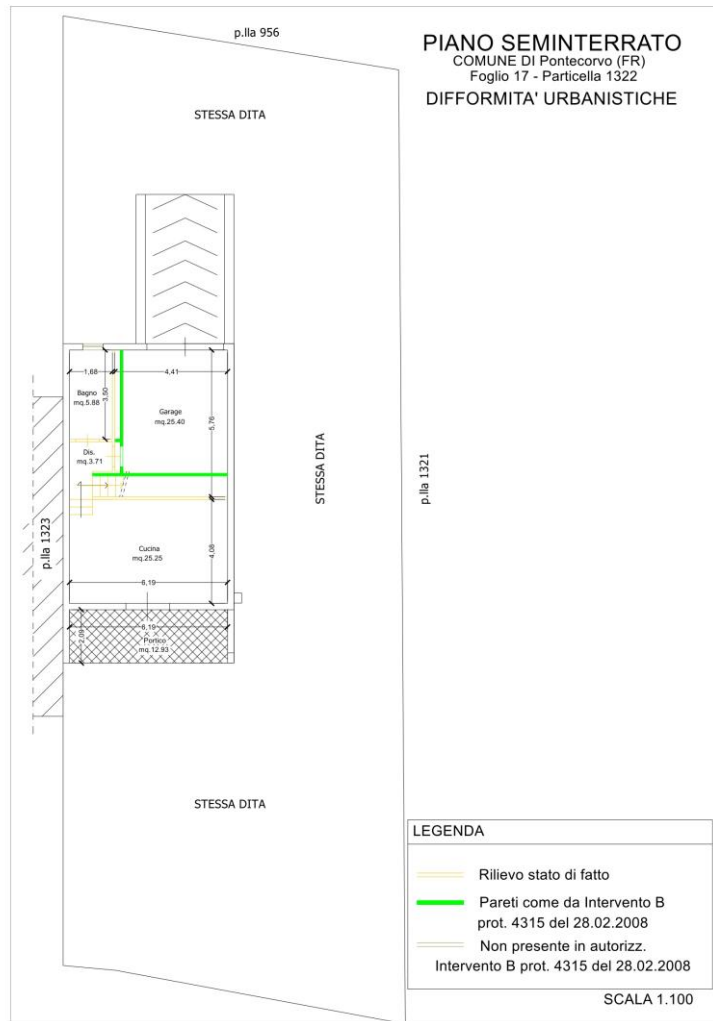 p.lla 956
PIANO SEMINTERRATO
COMUNE DI Pontecorvo (FR)
Foglio 17 - Particella 1322
DIFFORMITA' URBANISTICHE
STESSA DITA
1,68
4,41
Bagno
mq.5.88
3,50
Garage
mq.25.40
5,76
Dis.
mq.3.71
STESSA DITA
p.lla 1321
p.lla 1323
Cucina
mq.25.25
4,08
6,19
6,19
2,09
Portico
mq.12.93
STESSA DITA
LEGENDA
Rilievo stato di fatto
Pareti come da Intervento B
prot. 4315 del 28.02.2008
Non presente in autorizz.
Intervento B prot. 4315 del 28.02.2008
SCALA 1.100